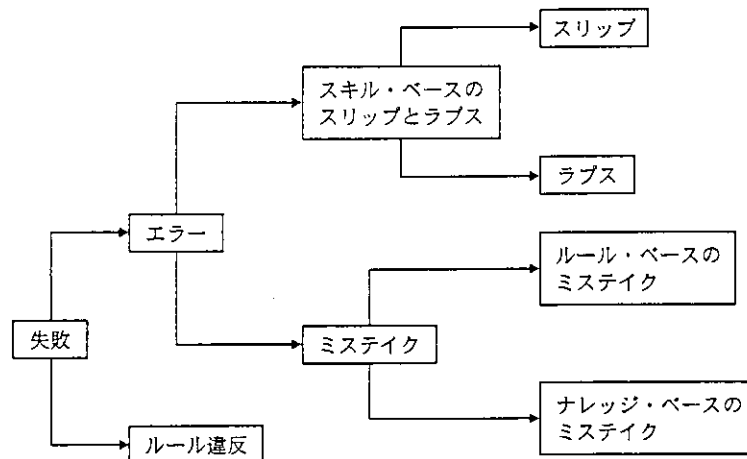 スリップ
スキル・ベースの
スリップとラプス
ラプス
エラー
ルール・ベースの
ミステイク
失敗
ミステイク
ナレッジ・ベースの
ミステイク
ルール違反